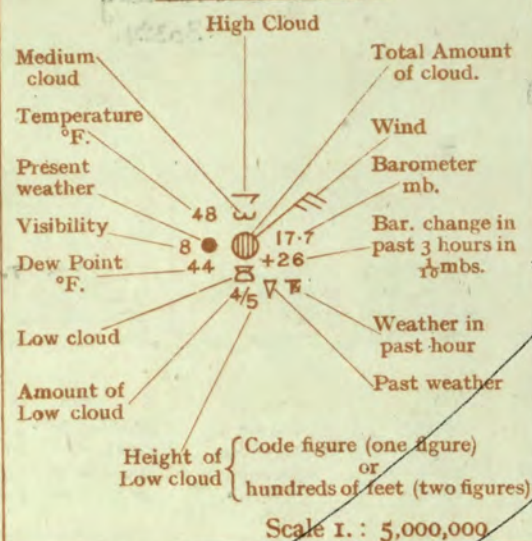 High Cloud
Medium
cloud
Total Amount
of cloud.
Temperature
°F.
Wind
Present
weather
Barometer
mb.
48
Visibility
8
17.7
Bar. change in
past 3 hours in
1/10 mbs.
+26
Dew Point
°F.
44
4/5
Low cloud
Weather in
past hour
Amount of
Low cloud
Past weather
Height of
Low cloud
Code figure (one figure)
or
hundreds of feet (two figures)
Scale 1. : 5,000,000